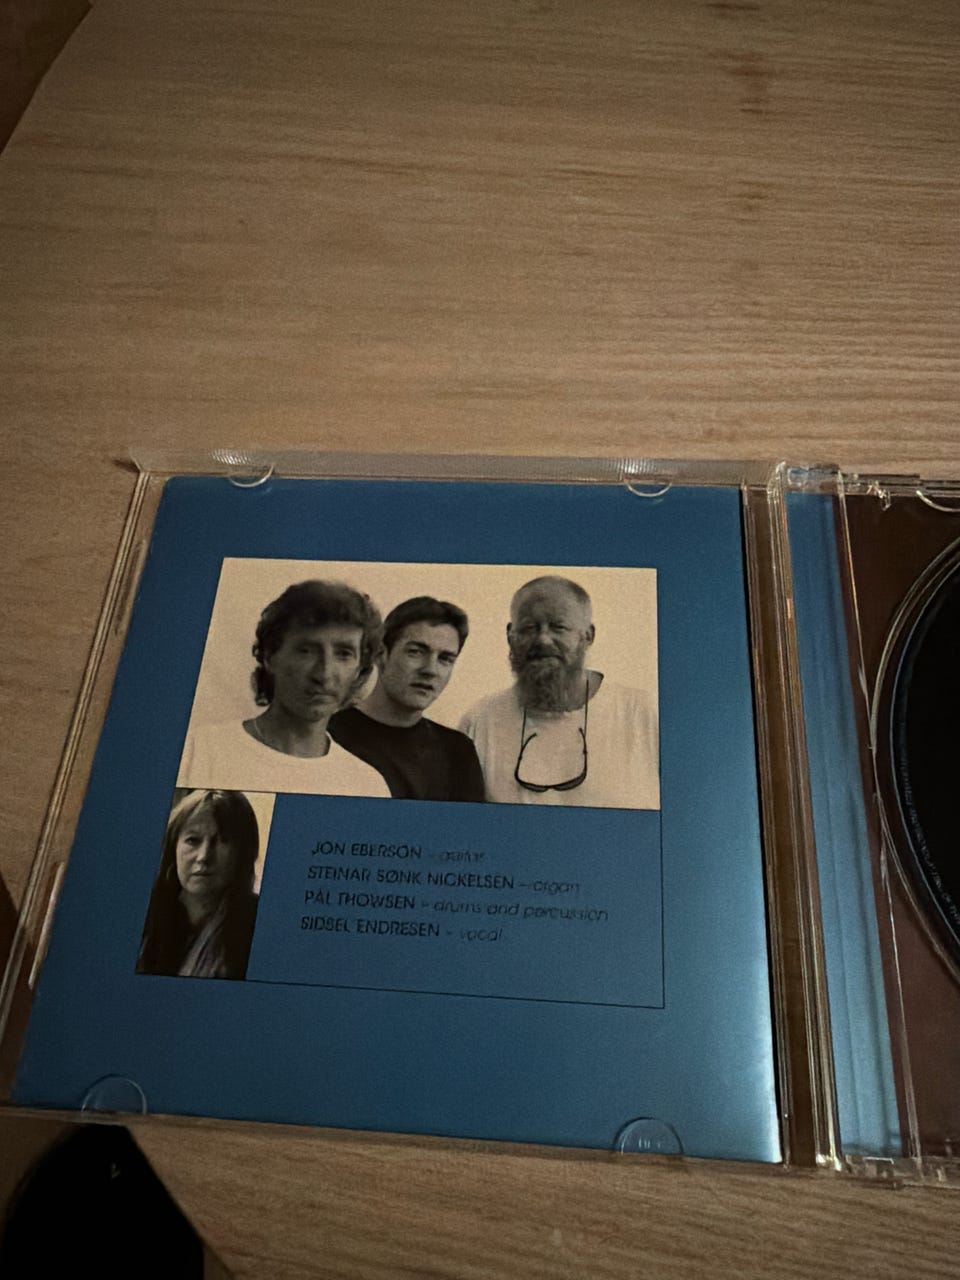 JON EBERSON – guitar
STEINAR SØNK NICKELSEN – organ
PÅL THOWSEN – drums and percussion
SIDSEL ENDRESEN – vocal